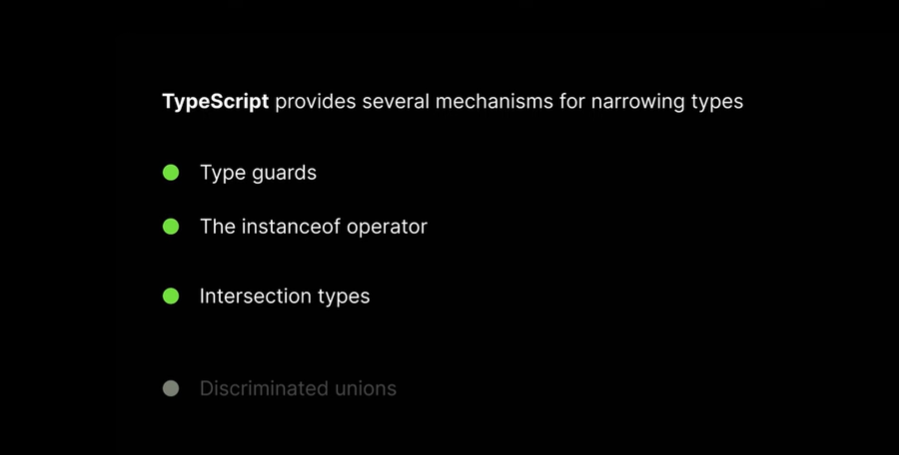 TypeScript provides several mechanisms for narrowing types
Type guards
The instanceof operator
Intersection types
Discriminated unions